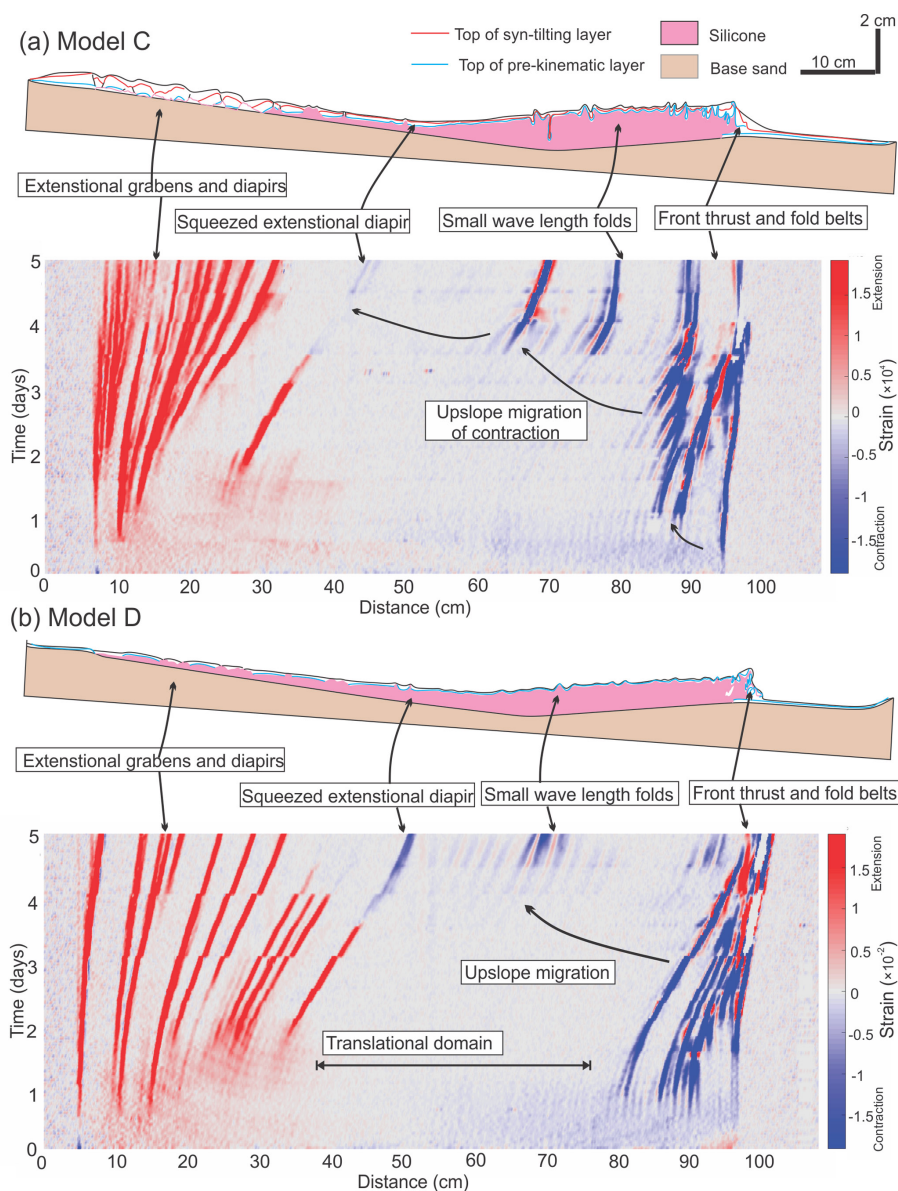 (a) Model C
Top of syn-tilting layer
Top of pre-kinematic layer
Silicone
Base sand
2 cm
10 cm
Extenstional grabens and diapirs
Squeezed extenstional diapir
Small wave length folds
Front thrust and fold belts
Upslope migration
of contraction
Time (days)
5
4
3
2
1
0
0 10 20 30 40 50 60 70 80 90 100
Distance (cm)
Extension
1.5
1
0.5
0
-0.5
-1
-1.5
Contraction
Strain (×10⁴)
(b) Model D
Extenstional grabens and diapirs
Squeezed extenstional diapir
Small wave length folds
Front thrust and fold belts
Upslope migration
Translational domain
Time (days)
5
4
3
2
1
0
0 10 20 30 40 50 60 70 80 90 100
Distance (cm)
Extension
1.5
1
0.5
0
-0.5
-1
-1.5
Contraction
Strain (×10⁻²)